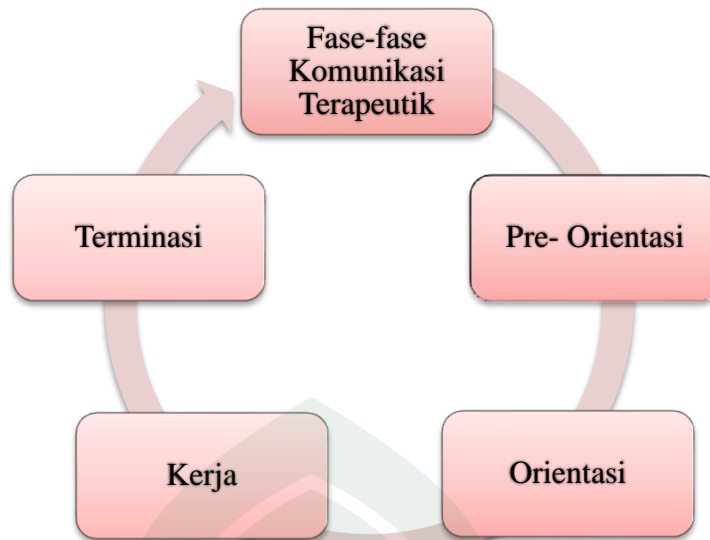 Fase-fase
Komunikasi
Terapeutik
Pre- Orientasi
Orientasi
Kerja
Terminasi